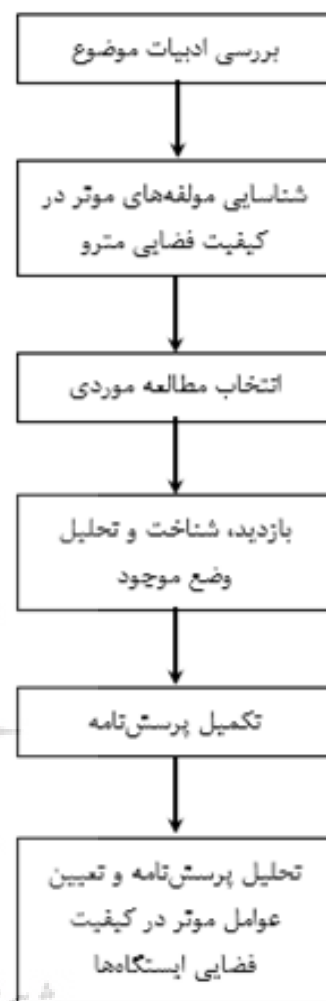 بررسی ادبیات موضوع
شناسایی مولفه‌های موثر در
کیفیت فضایی مترو
انتخاب مطالعه موردی
بازدید، شناخت و تحلیل
وضع موجود
تکمیل پرسش‌نامه
تحلیل پرسش‌نامه و تعیین
عوامل موثر در کیفیت
فضایی ایستگاه‌ها